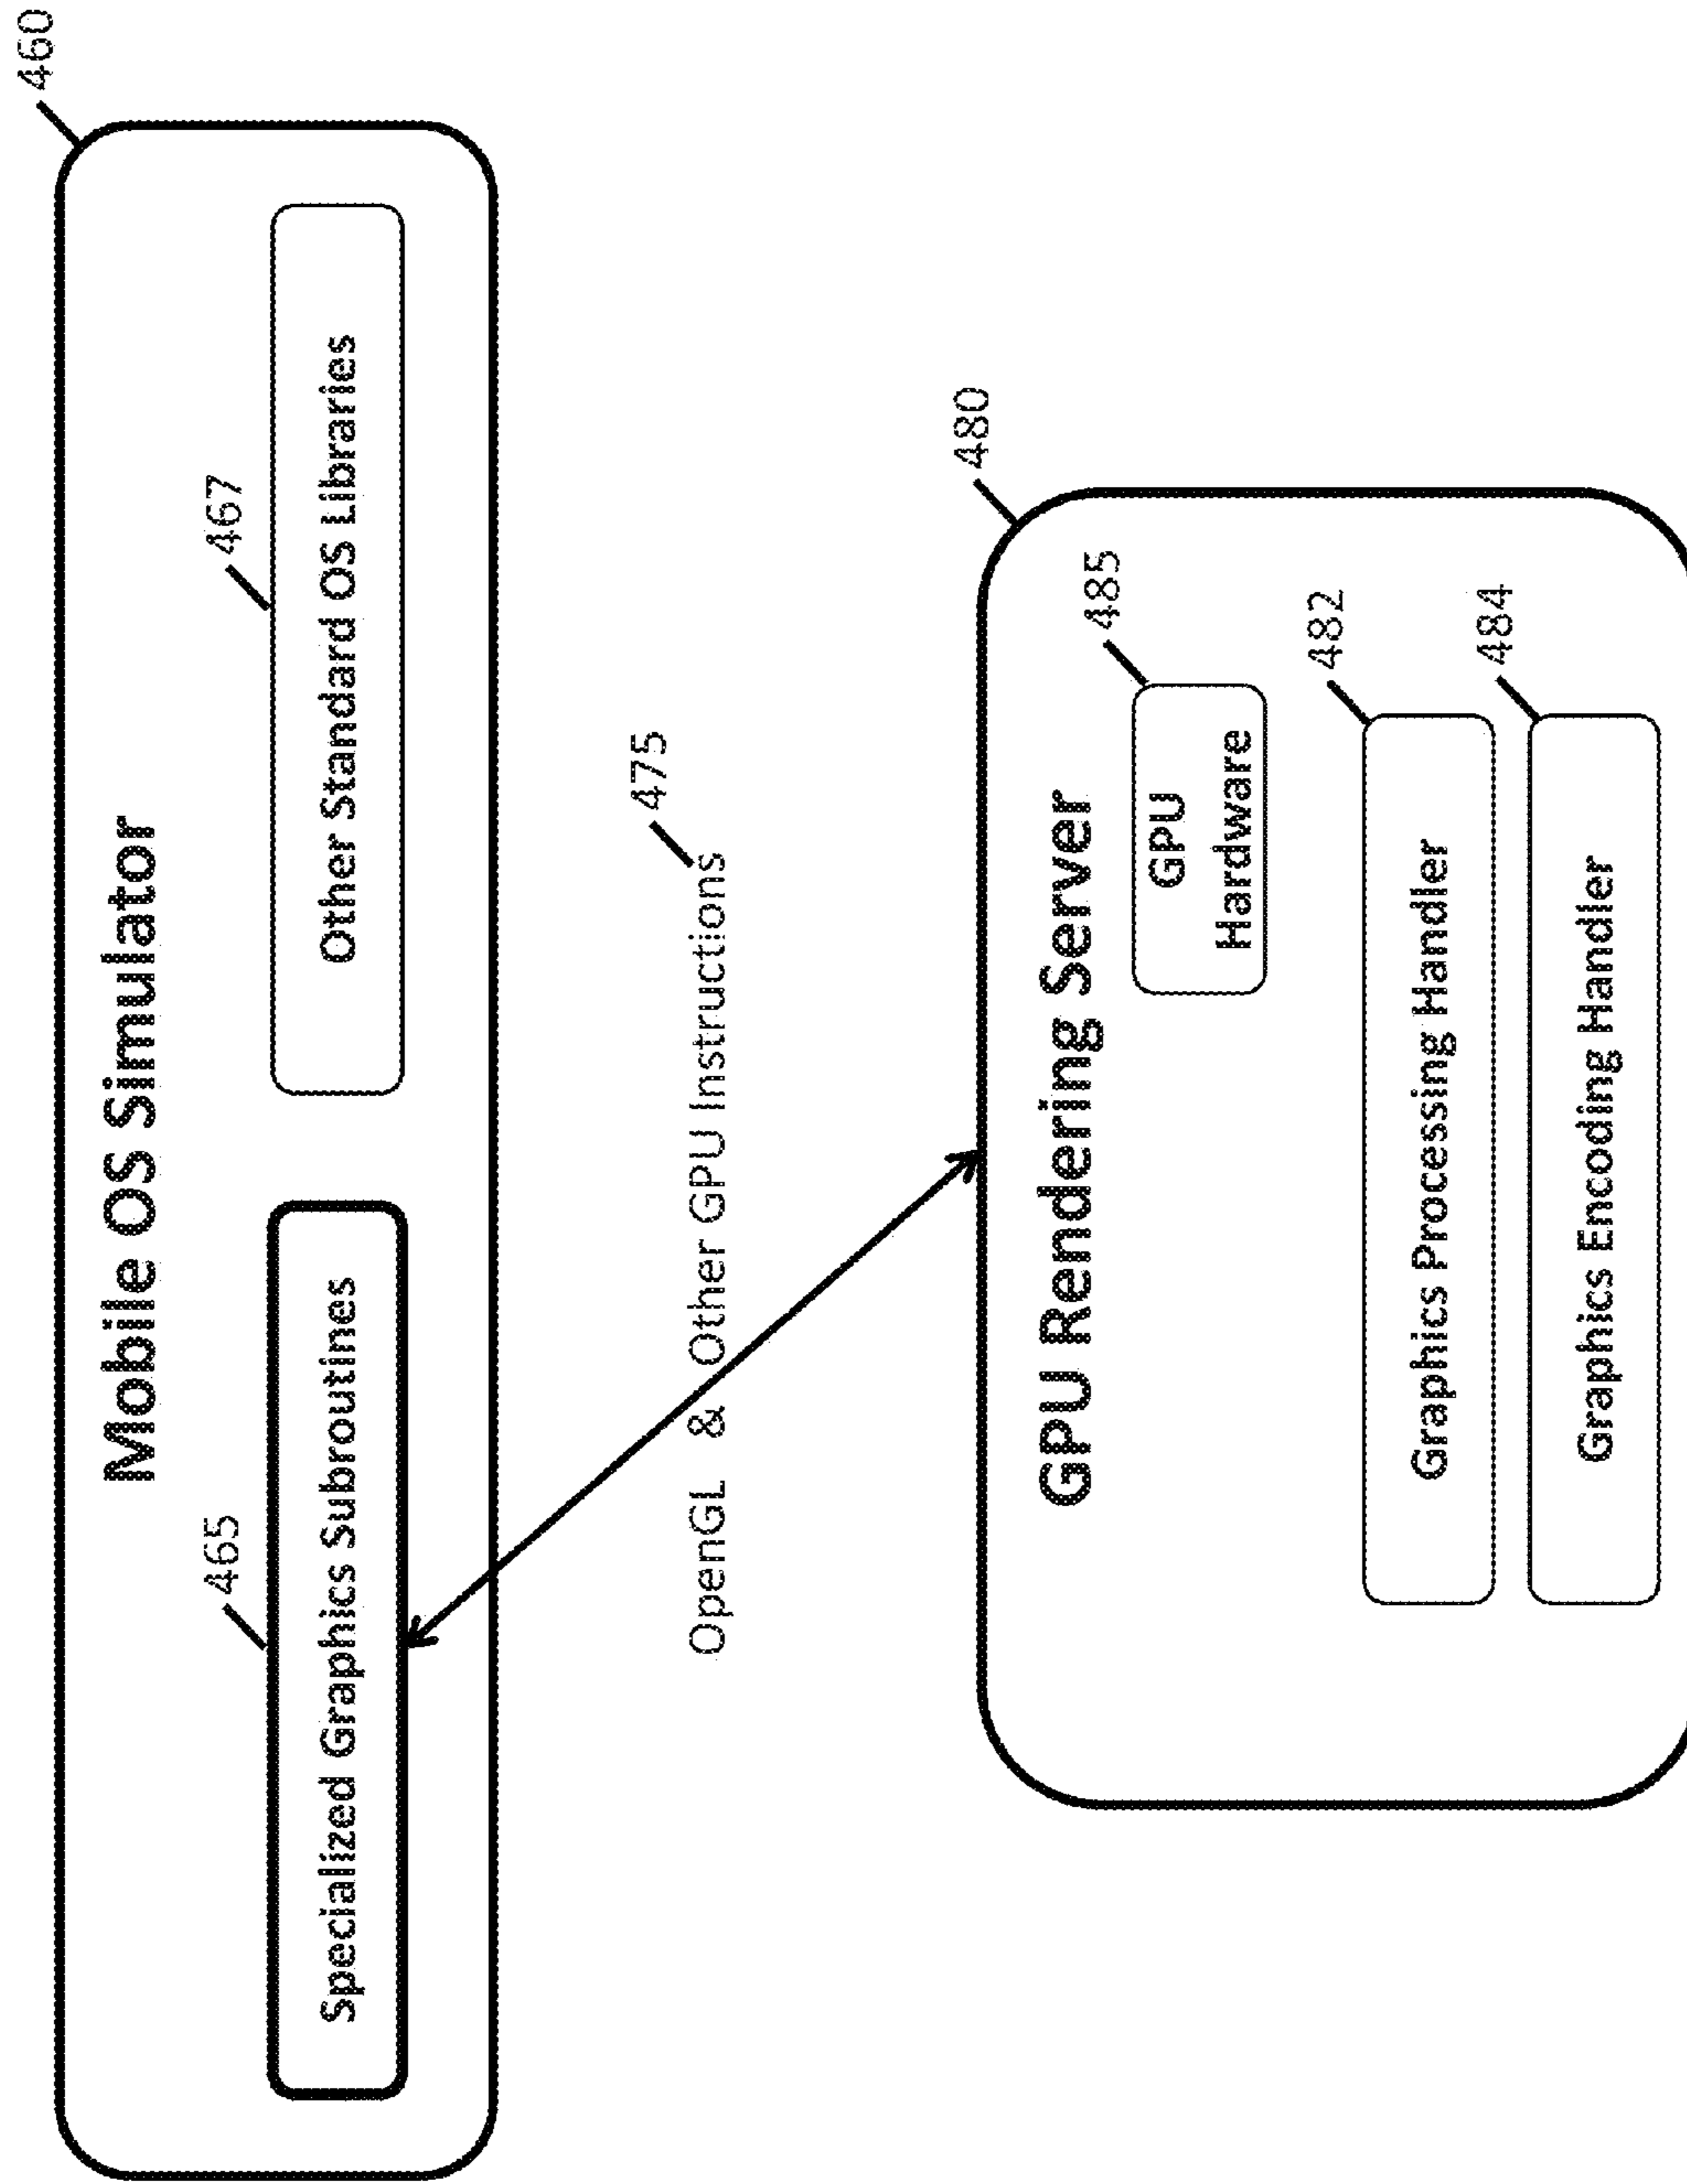 460
Mobile OS Simulator
465
467
Specialized Graphics Subroutines
Other Standard OS Libraries
475
OpenGL & Other GPU Instructions
480
GPU Rendering Server
485
GPU
Hardware
482
Graphics Processing Handler
484
Graphics Encoding Handler